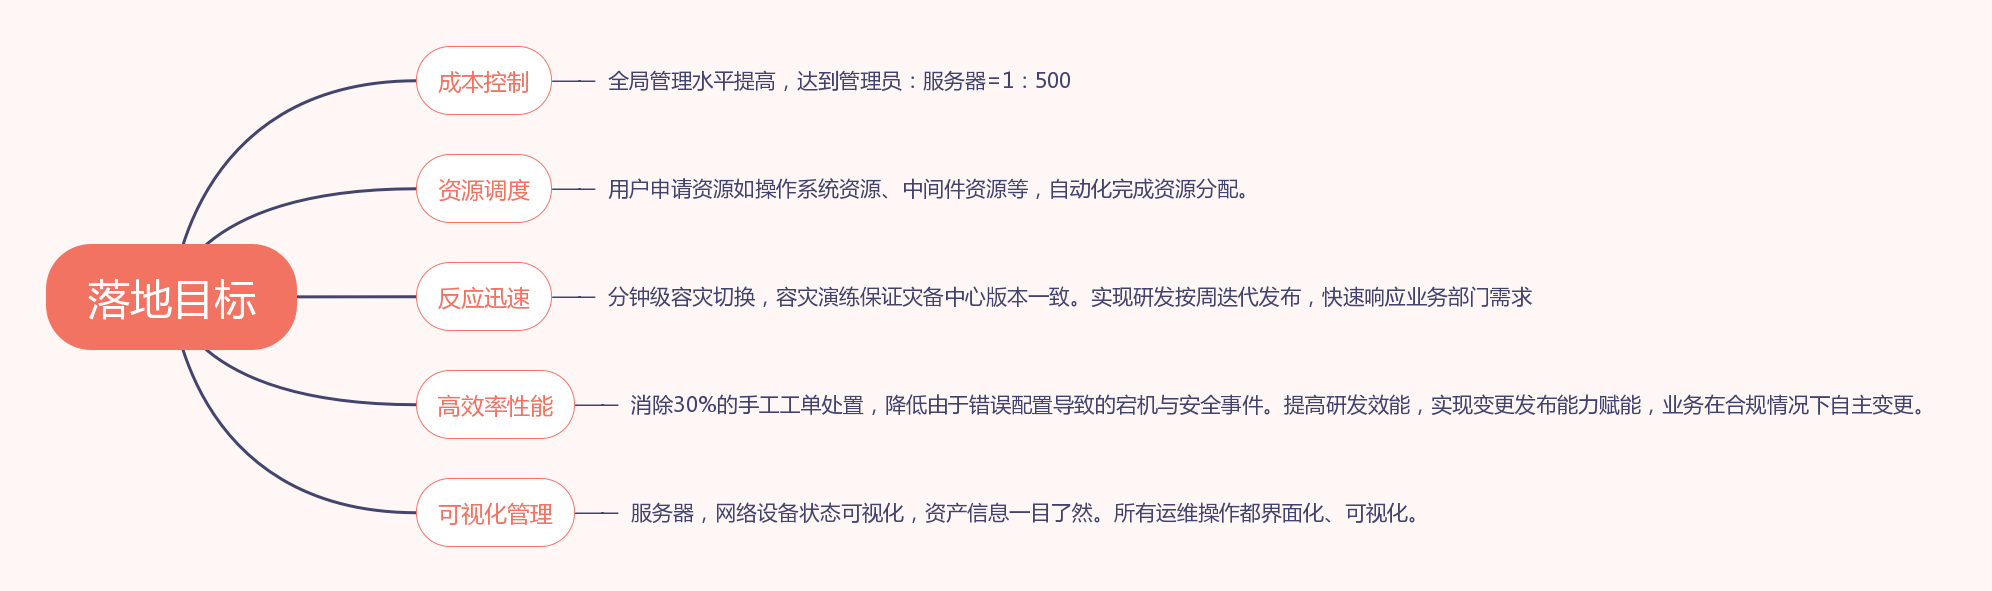 落地目标
成本控制
全局管理水平提高，达到管理员：服务器=1：500
资源调度
用户申请资源如操作系统资源、中间件资源等，自动化完成资源分配。
反应迅速
分钟级容灾切换，容灾演练保证灾备中心版本一致。实现研发按周迭代发布，快速响应业务部门需求
高效率性能
消除30%的手工工单处置，降低由于错误配置导致的宕机与安全事件。提高研发效能，实现变更发布能力赋能，业务在合规情况下自主变更。
可视化管理
服务器，网络设备状态可视化，资产信息一目了然。所有运维操作都界面化、可视化。